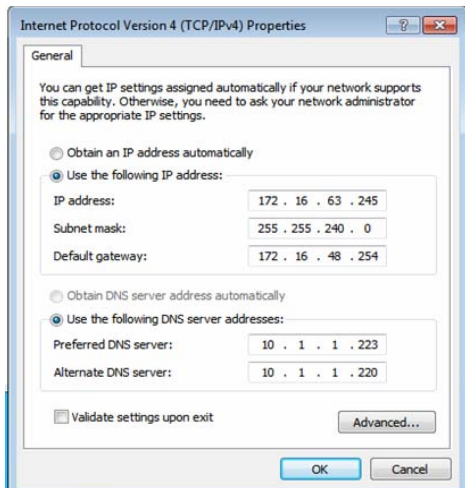 Internet Protocol Version 4 (TCP/IPv4) Properties
General
You can get IP settings assigned automatically if your network supports
this capability. Otherwise, you need to ask your network administrator
for the appropriate IP settings.
Obtain an IP address automatically
Use the following IP address:
IP address: 172 . 16 . 63 . 245
Subnet mask: 255 . 255 . 240 . 0
Default gateway: 172 . 16 . 48 . 254
Obtain DNS server address automatically
Use the following DNS server addresses:
Preferred DNS server: 10 . 1 . 1 . 223
Alternate DNS server: 10 . 1 . 1 . 220
Validate settings upon exit
Advanced...
OK Cancel